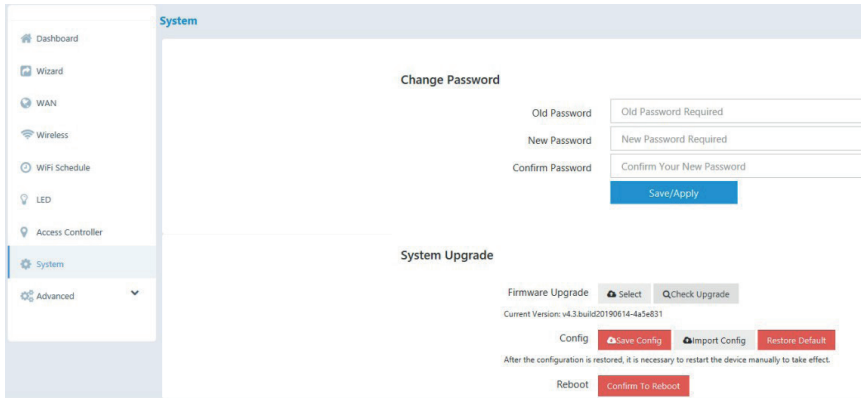 System
Dashboard
Wizard
WAN
Wireless
WiFi Schedule
LED
Access Controller
System
Advanced
Change Password
Old Password Old Password Required
New Password New Password Required
Confirm Password Confirm Your New Password
Save/Apply
System Upgrade
Firmware Upgrade Select Check Upgrade
Current Version: v4.3.build20190614-4a5e831
Config Save Config Import Config Restore Default
After the configuration is restored, it is necessary to restart the device manually to take effect.
Reboot Confirm To Reboot